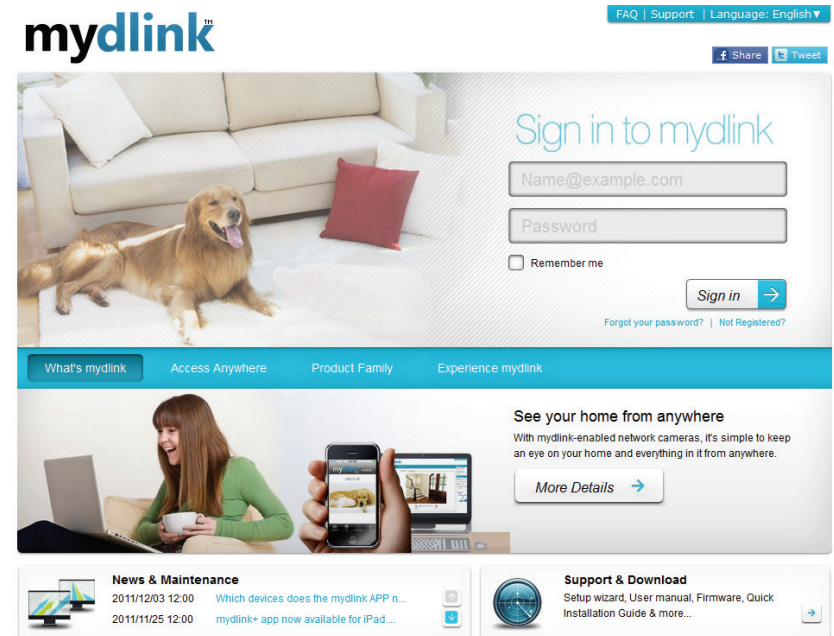 mydlink™
FAQ | Support | Language: English▼
Share Tweet
Sign in to mydlink
Name@example.com
Password
Remember me
Sign in
Forgot your password? | Not Registered?
What's mydlink Access Anywhere Product Family Experience mydlink
mydlink
See your home from anywhere
With mydlink-enabled network cameras, it's simple to keep
an eye on your home and everything in it from anywhere.
More Details
News & Maintenance
2011/12/03 12:00 Which devices does the mydlink APP n...
2011/11/25 12:00 mydlink+ app now available for iPad ...
Support & Download
Setup wizard, User manual, Firmware, Quick
Installation Guide & more...